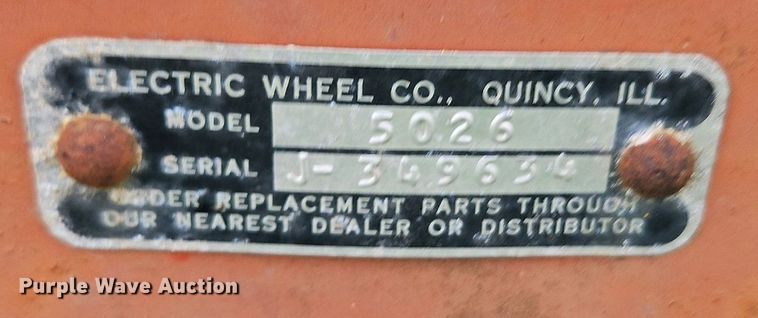 ELECTRIC WHEEL CO., QUINCY, ILL.
MODEL 5026
SERIAL J-349634
ORDER REPLACEMENT PARTS THROUGH
OUR NEAREST DEALER OR DISTRIBUTOR
Purple Wave Auction